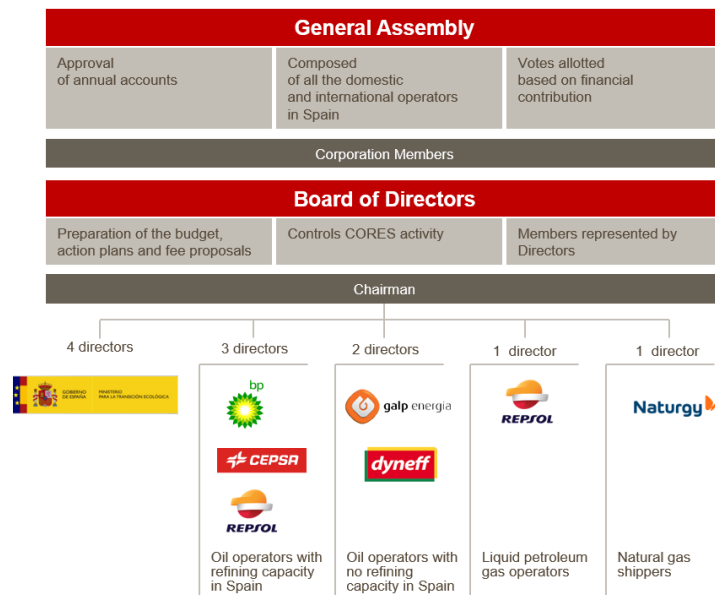 General Assembly
Approval
of annual accounts
Composed
of all the domestic
and international operators
in Spain
Votes allotted
based on financial
contribution
Corporation Members
Board of Directors
Preparation of the budget,
action plans and fee proposals
Controls CORES activity
Members represented by
Directors
Chairman
4 directors
3 directors
2 directors
1 director
1 director
GOBIERNO
DE ESPAÑA
MINISTERIO
PARA LA TRANSICIÓN ECOLÓGICA
bp
CEPSA
REPSOL
Oil operators with
refining capacity
in Spain
galp energia
dyneff
Oil operators with
no refining
capacity in Spain
REPSOL
Liquid petroleum
gas operators
Naturgy
Natural gas
shippers